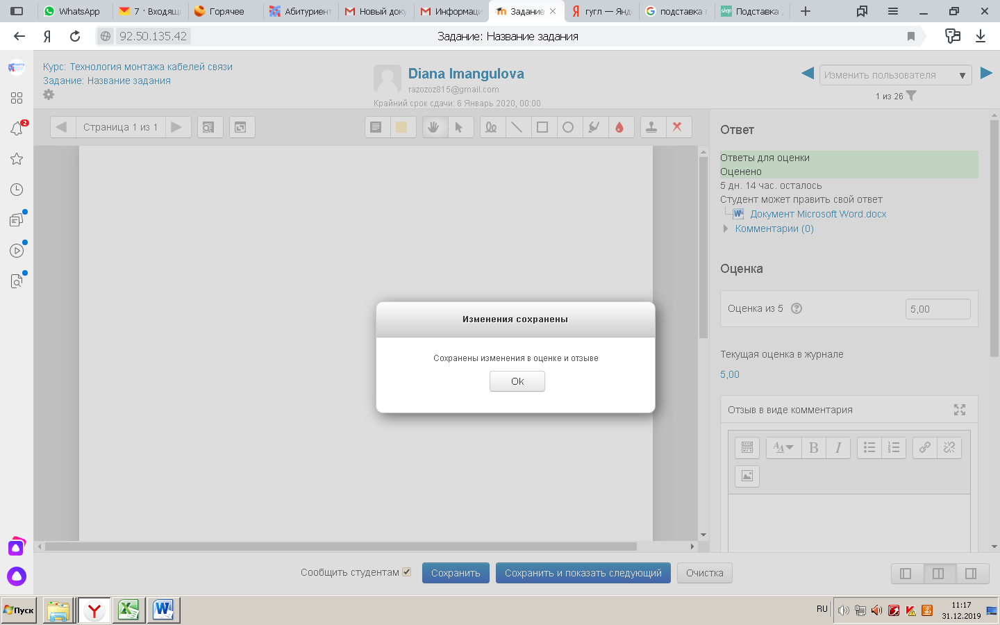 WhatsApp
7 · Входящ
Горячее
Абитуриент
Новый док
Информац
Задание
гугл — Янд
подставка
Подставка
92.50.135.42
Задание: Название задания
Курс: Технология монтажа кабелей связи
Задание: Название задания
Diana Imangulova
razozoz815@gmail.com
Крайний срок сдачи: 6 Январь 2020, 00:00
Изменить пользователя
1 из 26
2
Страница 1 из 1
Ответ
Ответы для оценки
Оценено
5 дн. 14 час. осталось
Студент может править свой ответ
Документ Microsoft Word.docx
Комментарии (0)
Оценка
Оценка из 5
5,00
Текущая оценка в журнале
5,00
Отзыв в виде комментария
B
I
Изменения сохранены
Сохранены изменения в оценке и отзыве
Ok
Сообщить студентам
Сохранить
Сохранить и показать следующий
Очистка
Пуск
RU
11:17
31.12.2019